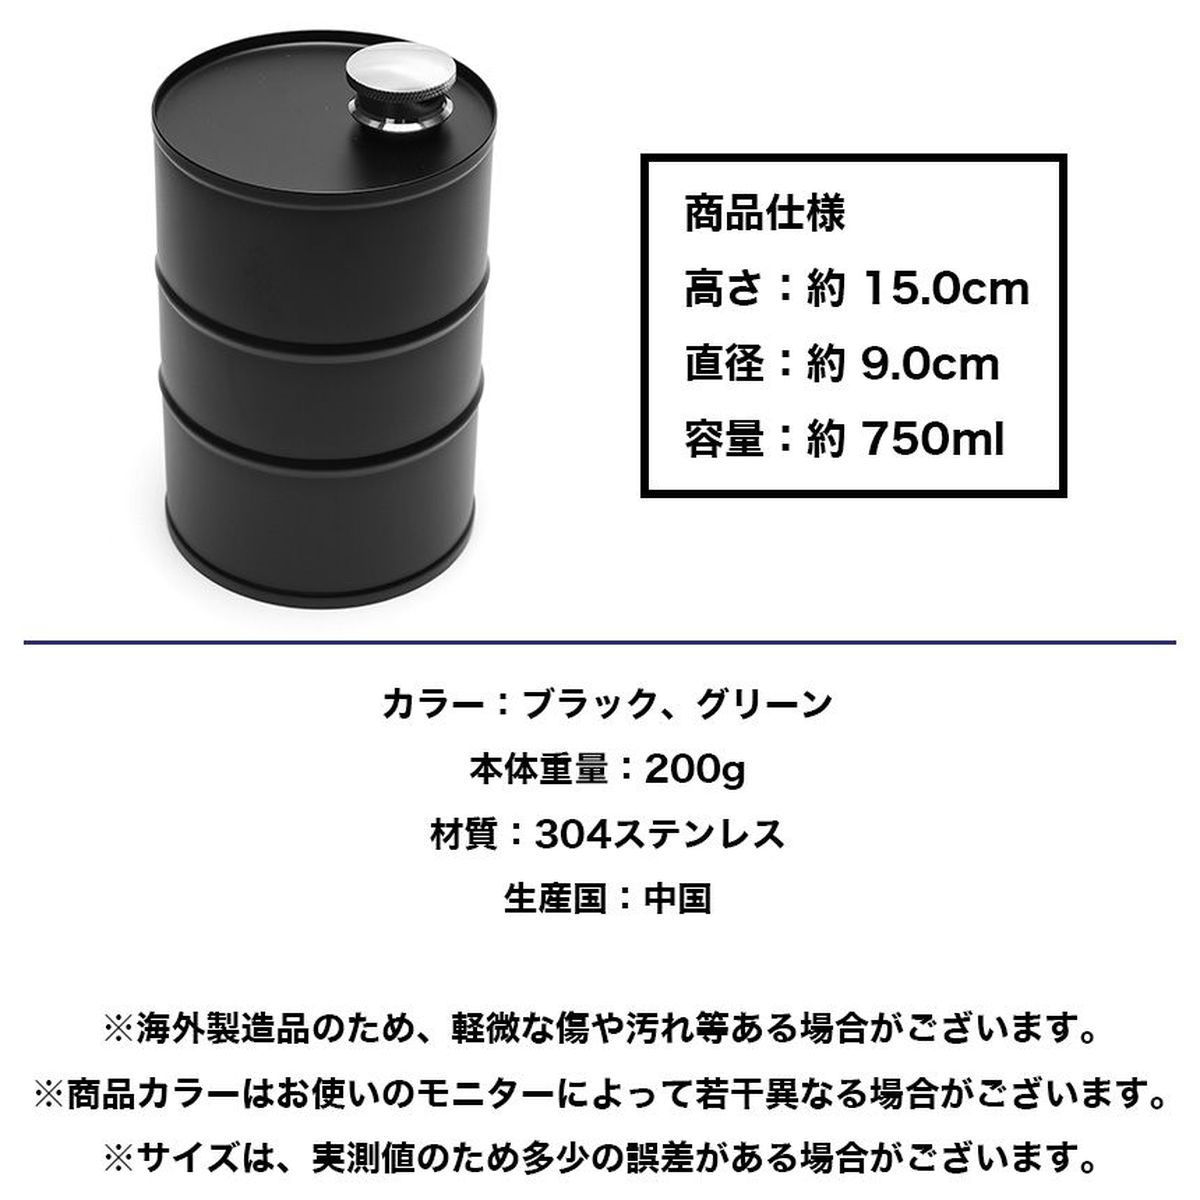 商品仕様
高さ：約 15.0cm
直径：約 9.0cm
容量：約 750ml
カラー：ブラック、グリーン
本体重量：200g
材質：304ステンレス
生産国：中国
※海外製造品のため、軽微な傷や汚れ等ある場合がございます。
※商品カラーはお使いのモニターによって若干異なる場合がございます。
※サイズは、実測値のため多少の誤差がある場合がございます。